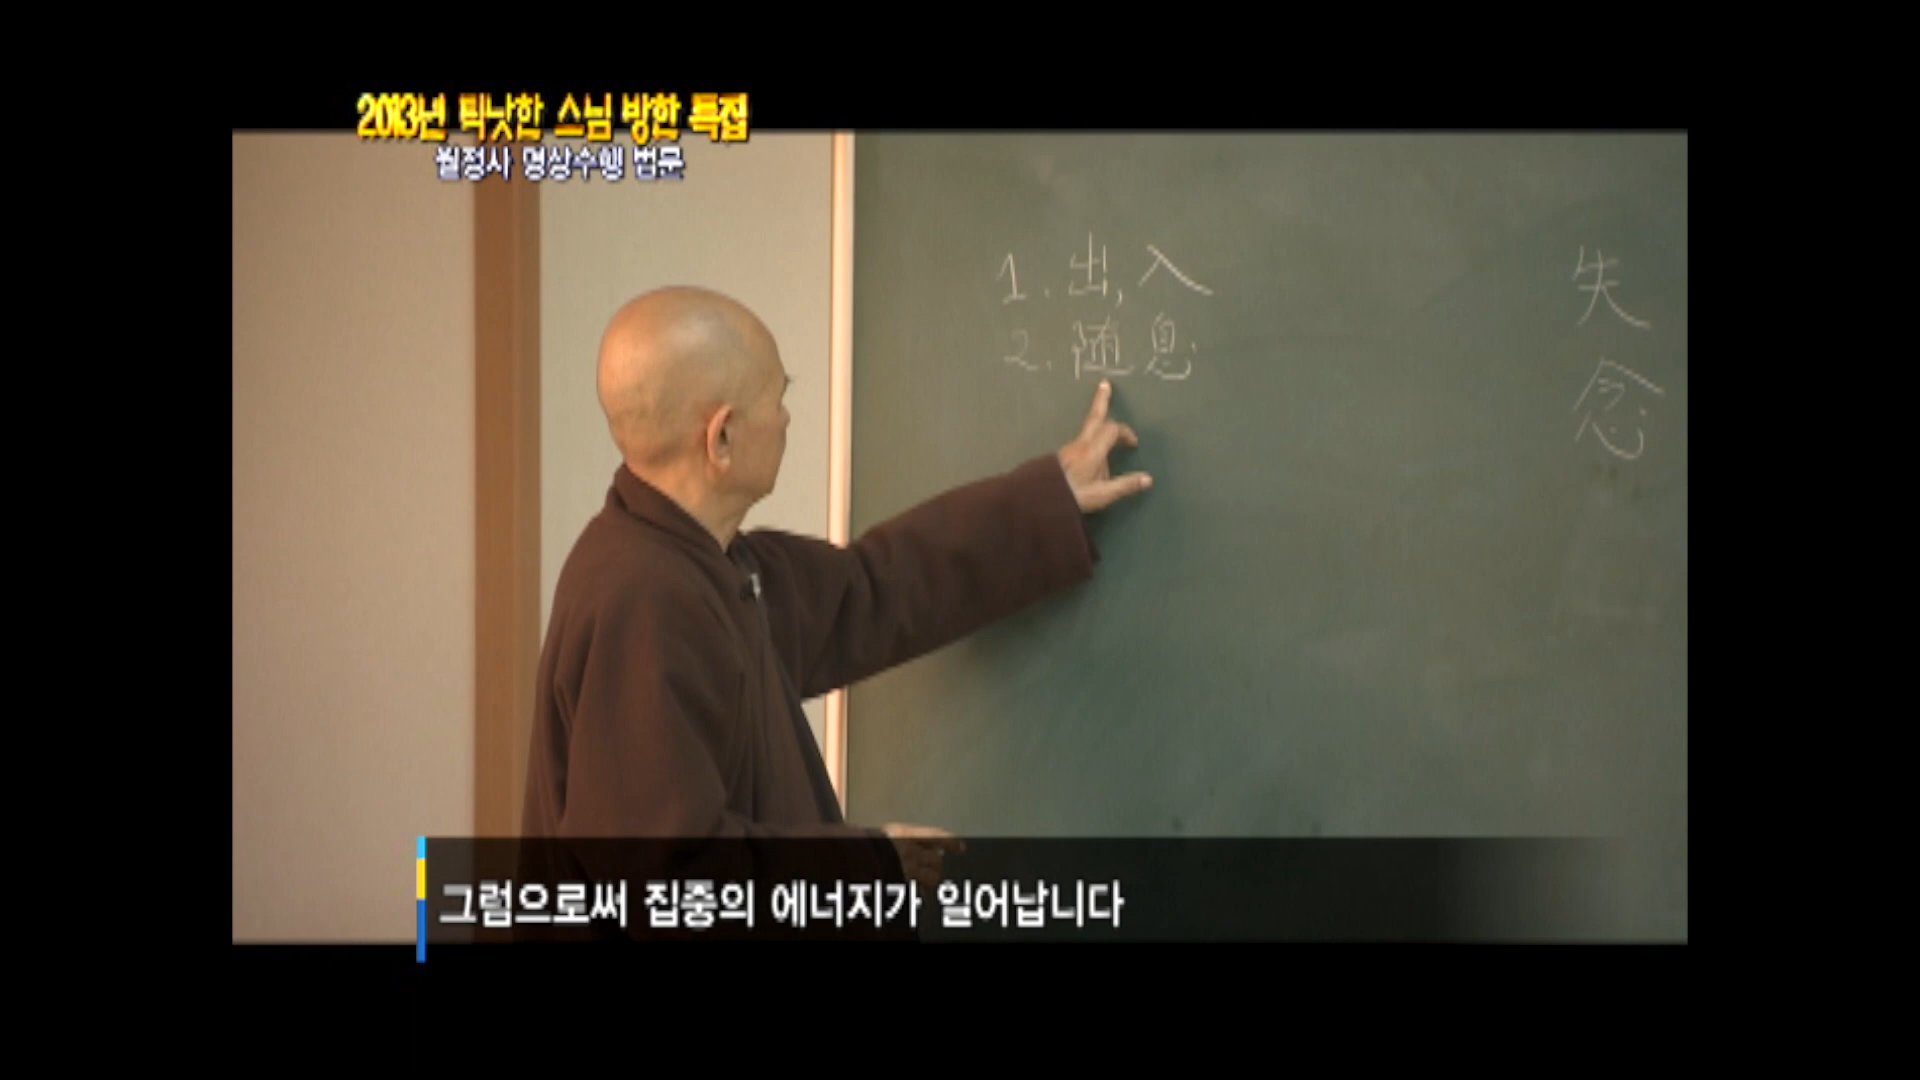 2013년 틱낫한 스님 방한 특집
월정사 명상수행 법문
1. 出, 入
2. 随息
失
念
그럼으로써 집중의 에너지가 일어납니다